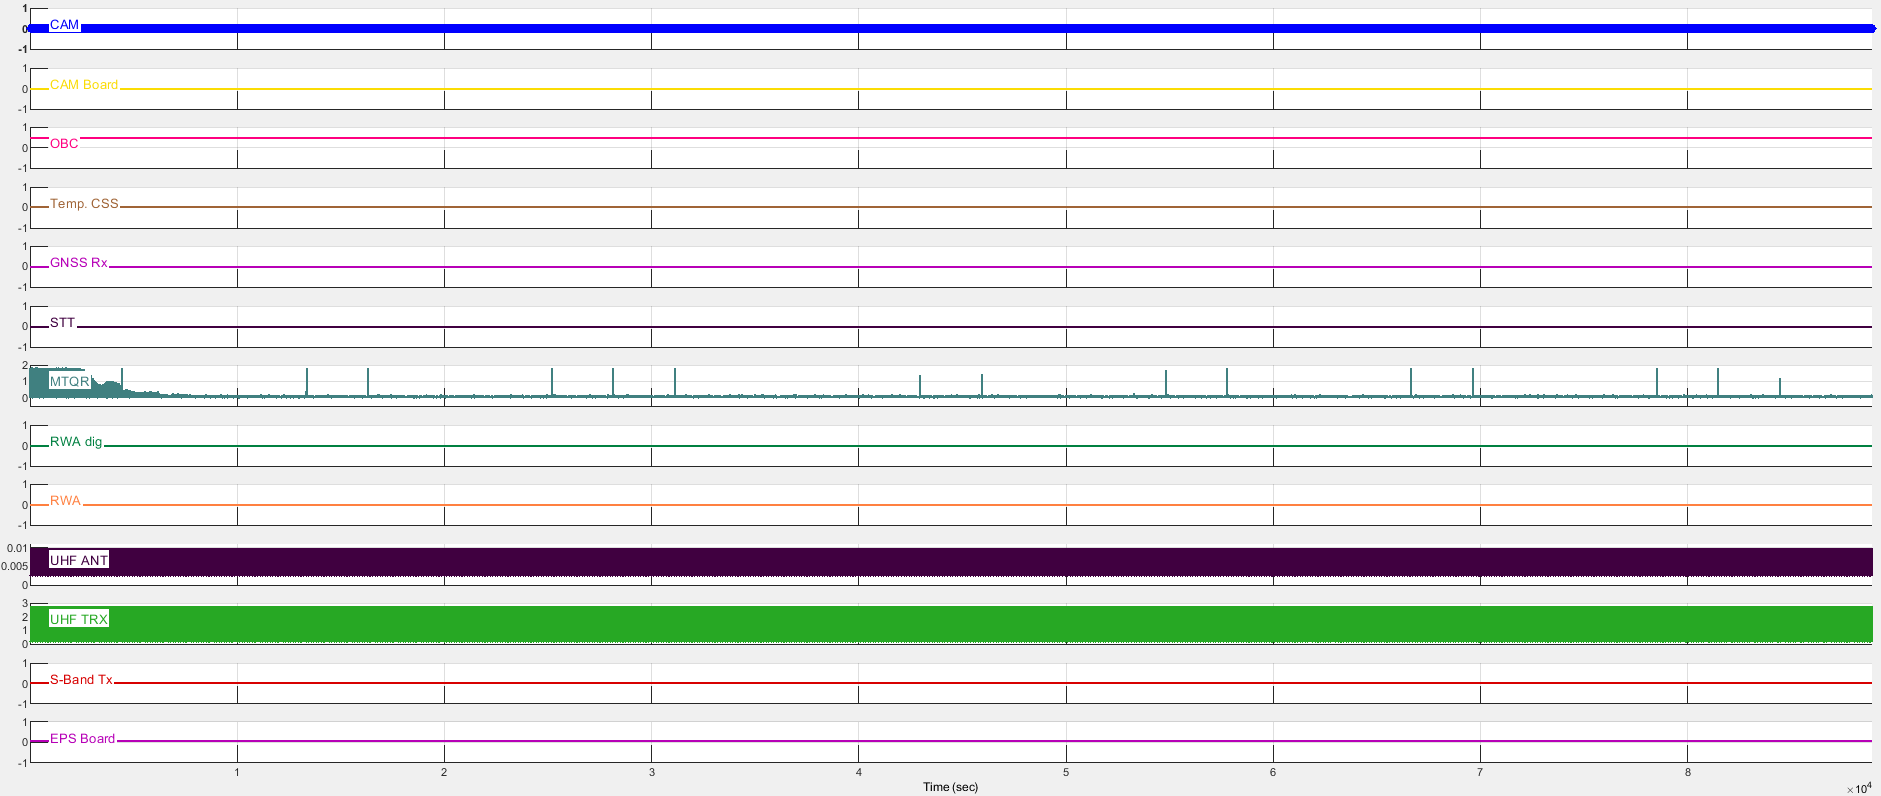 1
CAM
0
-1
1
CAM Board
0
-1
1
OBC
0
-1
1
Temp. CSS
0
-1
1
GNSS Rx
0
-1
1
STT
0
-1
2
MTQR
1
0
1
RWA dig
0
-1
1
RWA
0
-1
0.01
UHF ANT
0.005
0
3
UHF TRX
2
1
0
1
S-Band Tx
0
-1
1
EPS Board
0
-1
1 2 3 4 5 6 7 8
Time (sec)
×10⁴